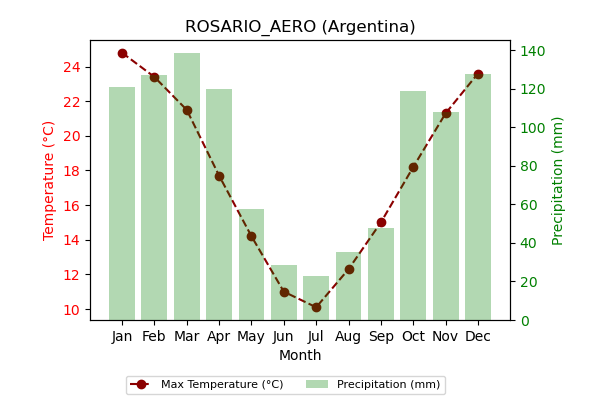 ROSARIO_AERO (Argentina)
24
22
20
18
16
14
12
10
Temperature (°C)
140
120
100
80
60
40
20
0
Precipitation (mm)
Jan Feb Mar Apr May Jun Jul Aug Sep Oct Nov Dec
Month
Max Temperature (°C) Precipitation (mm)